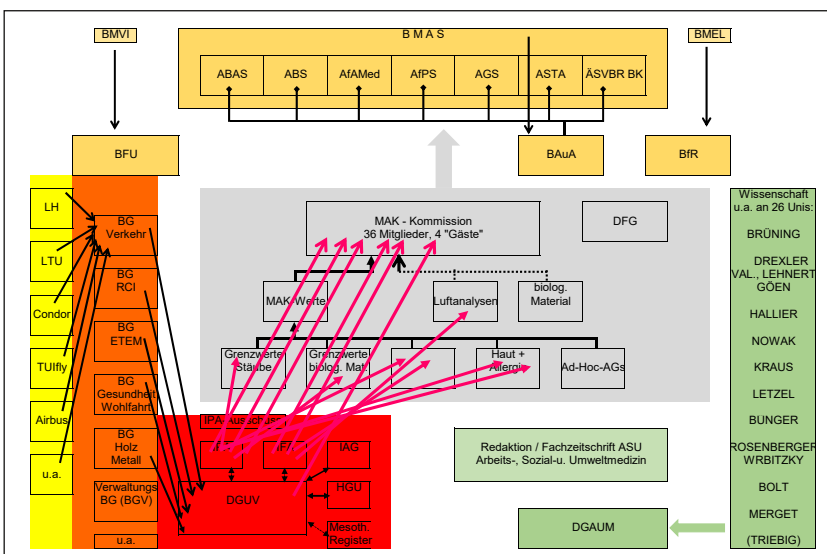 BMVI
B M A S
BMEL
ABAS
ABS
AfAMed
AfPS
AGS
ASTA
ÄSVBR BK
BFU
BAuA
BfR
LH
LTU
Condor
TUIfly
Airbus
u.a.
BG
Verkehr
BG
RCI
BG
ETEM
BG
Gesundheit
Wohlfahrt
BG
Holz
Metall
Verwaltungs
BG (BGV)
u.a.
MAK - Kommission
36 Mitglieder, 4 "Gäste"
DFG
MAK-Werte
Luftanalysen
biolog.
Material
Grenzwerte
Stäube
Grenzwerte
biolog. Mat.
Haut +
Allergie
Ad-Hoc-AGs
IPA-Ausschuss
IPA
IFA
IAG
DGUV
HGU
Mesoth.
Register
Redaktion / Fachzeitschrift ASU
Arbeits-, Sozial-u. Umweltmedizin
DGAUM
Wissenschaft
u.a. an 26 Unis:
BRÜNING
DREXLER
VAL., LEHNERT
GÖEN
HALLIER
NOWAK
KRAUS
LETZEL
BÜNGER
ROSENBERGER
WRBITZKY
BOLT
MERGET
(TRIEBIG)